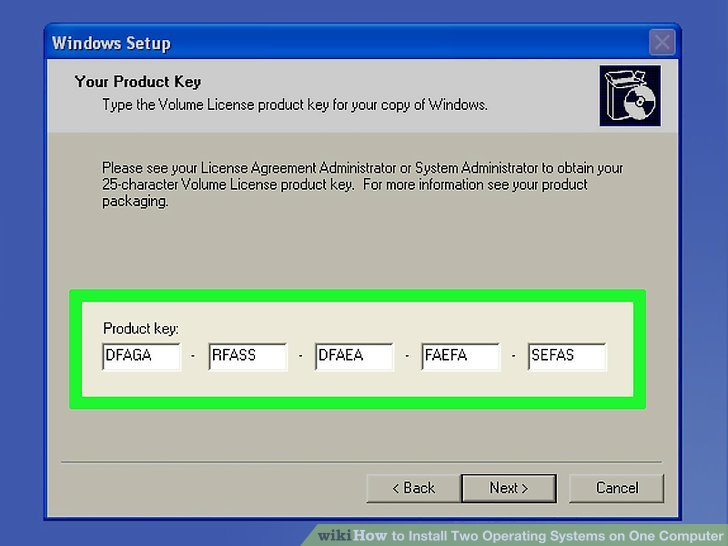 Windows Setup
Your Product Key
Type the Volume License product key for your copy of Windows.
Please see your License Agreement Administrator or System Administrator to obtain your
25-character Volume License product key. For more information see your product
packaging.
Product key:
DFAGA - RFASS - DFAEA - FAEFA - SEFAS
< Back Next > Cancel
wikiHow to Install Two Operating Systems on One Computer